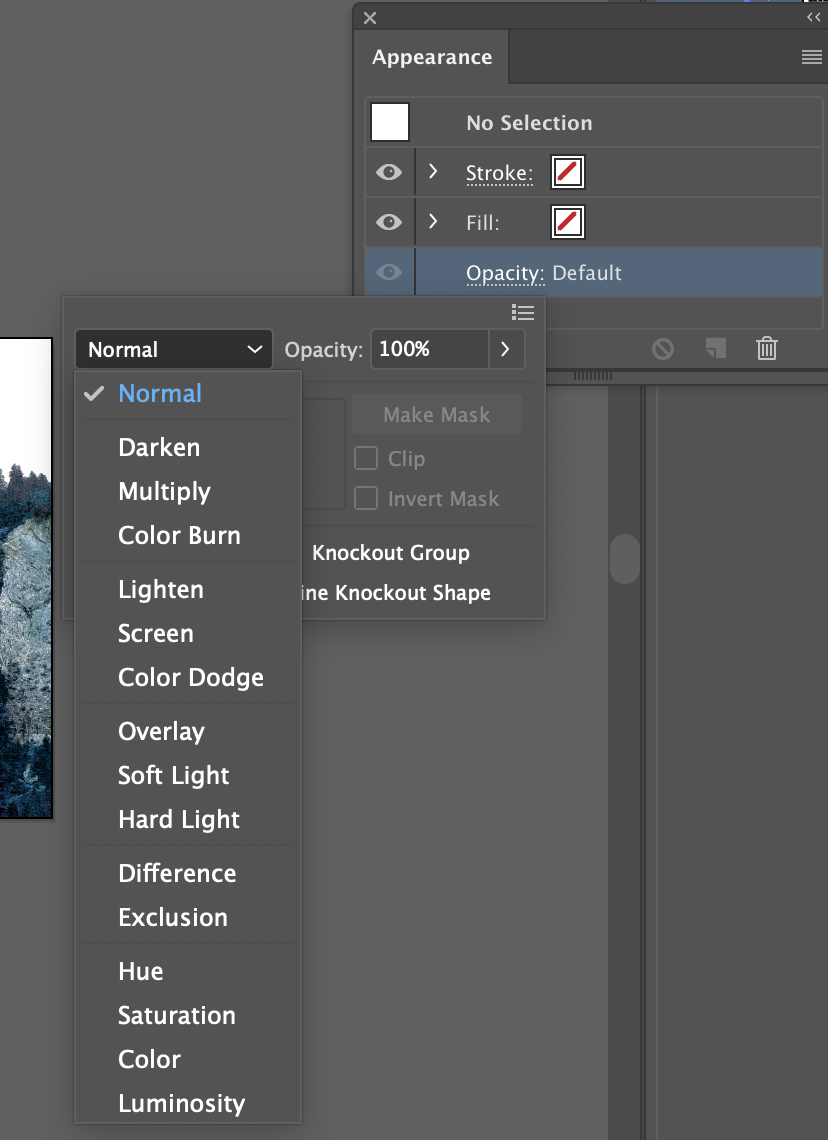 Appearance
No Selection
Stroke:
Fill:
Opacity: Default
Normal
Opacity: 100%
Normal
Darken
Multiply
Color Burn
Lighten
Screen
Color Dodge
Overlay
Soft Light
Hard Light
Difference
Exclusion
Hue
Saturation
Color
Luminosity
Make Mask
Clip
Invert Mask
Knockout Group
ine Knockout Shape